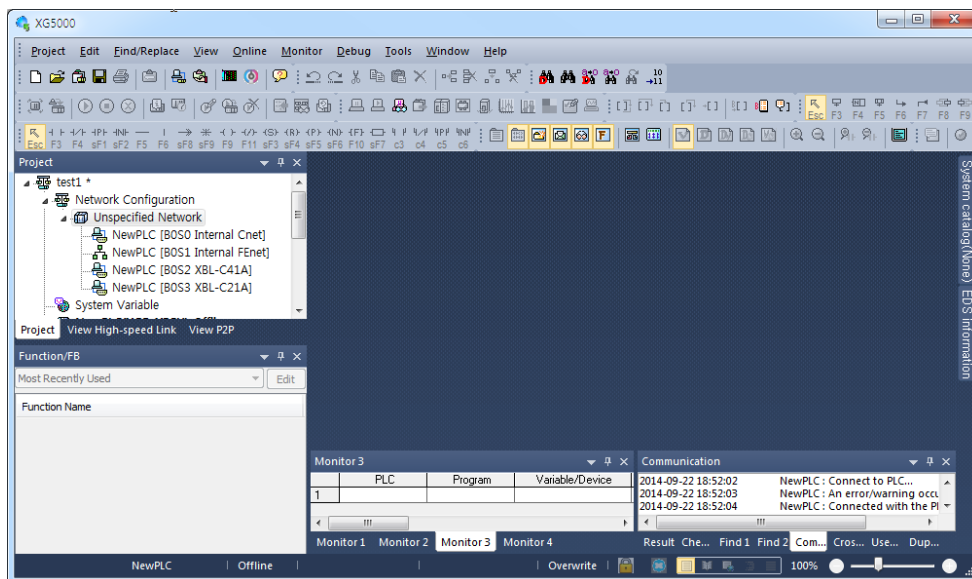 XG5000
Project Edit Find/Replace View Online Monitor Debug Tools Window Help
Esc F3 F4 F5 F6 F7 F8 F9
Esc F3 F4 sF1 sF2 F5 F6 sF8 sF9 F9 F11 sF3 sF4 sF5 sF6 F10 sF7 c3 c4 c5 c6
Project
test1 *
Network Configuration
Unspecified Network
NewPLC [B0S0 Internal Cnet]
NewPLC [B0S1 Internal FEnet]
NewPLC [B0S2 XBL-C41A]
NewPLC [B0S3 XBL-C21A]
System Variable
Project View High-speed Link View P2P
Function/FB
Most Recently Used Edit
Function Name
System catalog(None) EDS information
Monitor 3
PLC Program Variable/Device
1
Monitor 1 Monitor 2 Monitor 3 Monitor 4
Communication
2014-09-22 18:52:02 NewPLC : Connect to PLC...
2014-09-22 18:52:03 NewPLC : An error/warning occu
2014-09-22 18:52:04 NewPLC : Connected with the Pl
Result Che... Find 1 Find 2 Com... Cros... Use... Dup...
NewPLC Offline Overwrite 100%